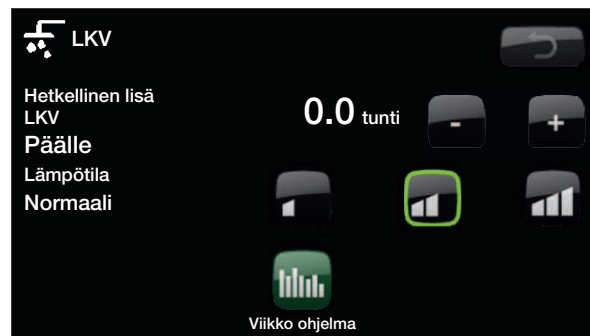 LKV
Hetkellinen lisä
LKV
0.0 tunti
-
+
Päälle
Lämpötila
Normaali
Viikko ohjelma